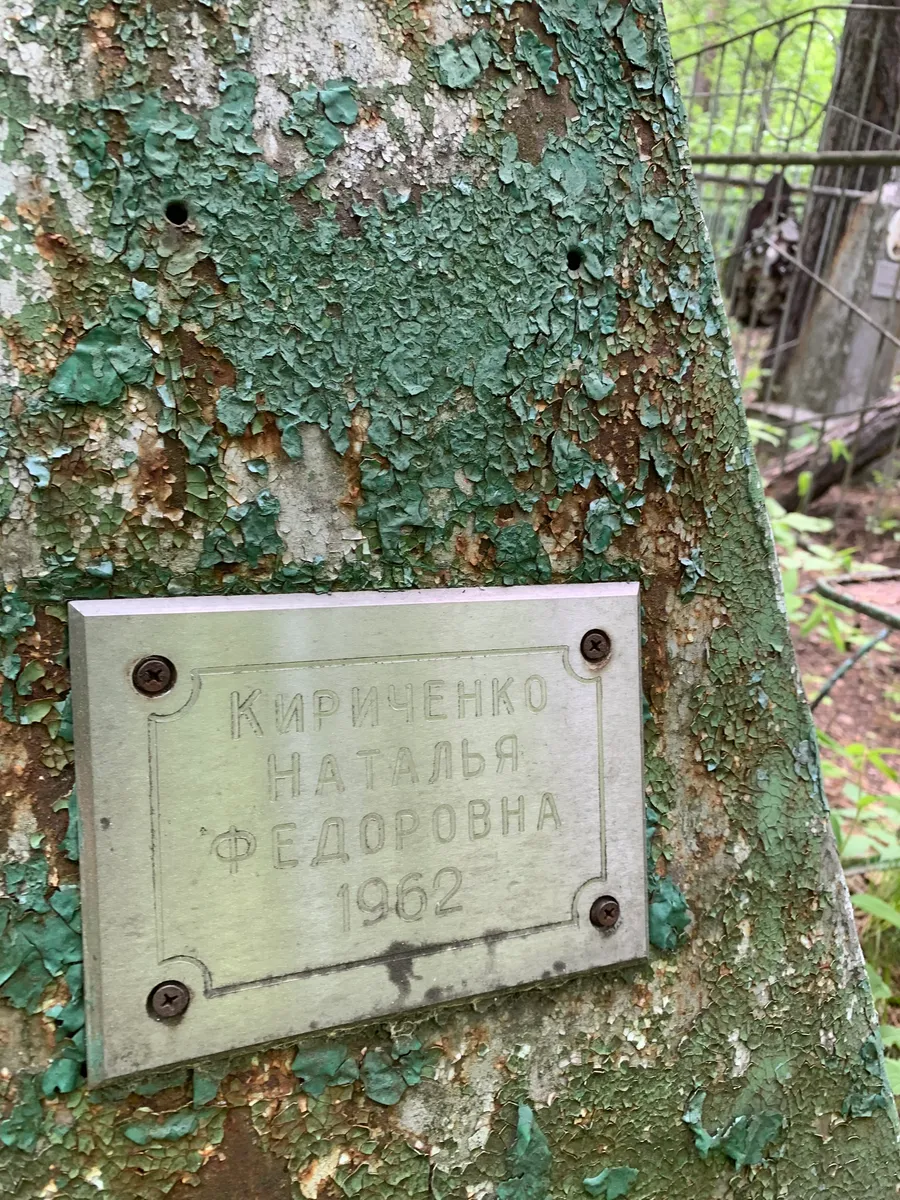 КИРИЧЕНКО
НАТАЛЬЯ
ФЕДОРОВНА
1962